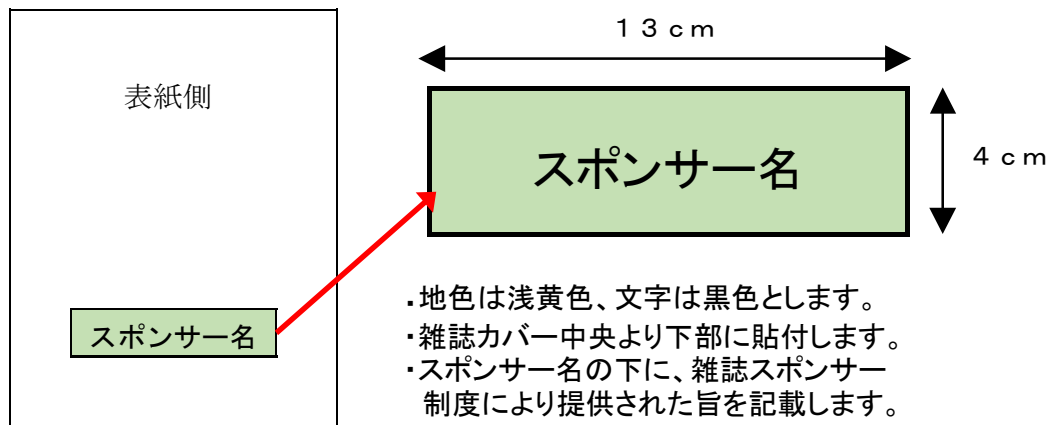 表紙側
スポンサー名
13cm
スポンサー名
4cm
・地色は浅黄色、文字は黒色とします。
・雑誌カバー中央より下部に貼付します。
・スポンサー名の下に、雑誌スポンサー
制度により提供された旨を記載します。